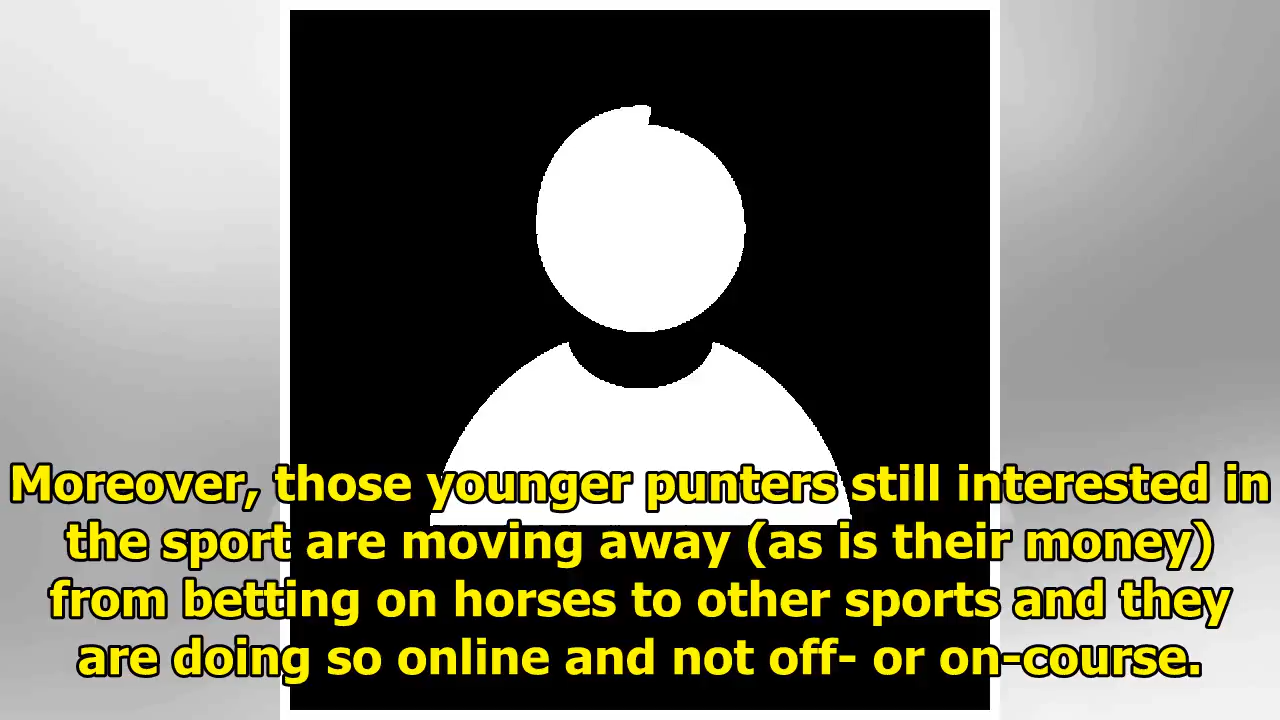 Moreover, those younger punters still interested in
the sport are moving away (as is their money)
from betting on horses to other sports and they
are doing so online and not off- or on-course.